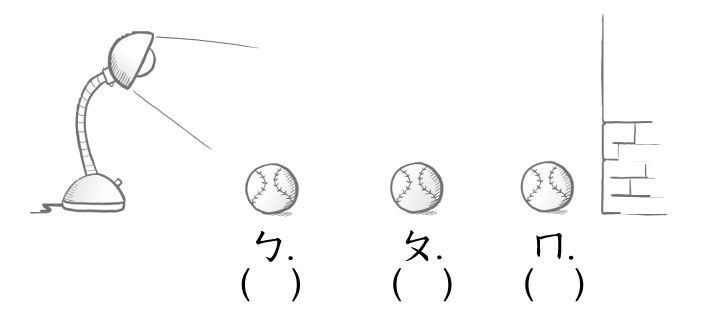 ㄅ. ㄆ. ㄇ.
(  ) (  ) (  )